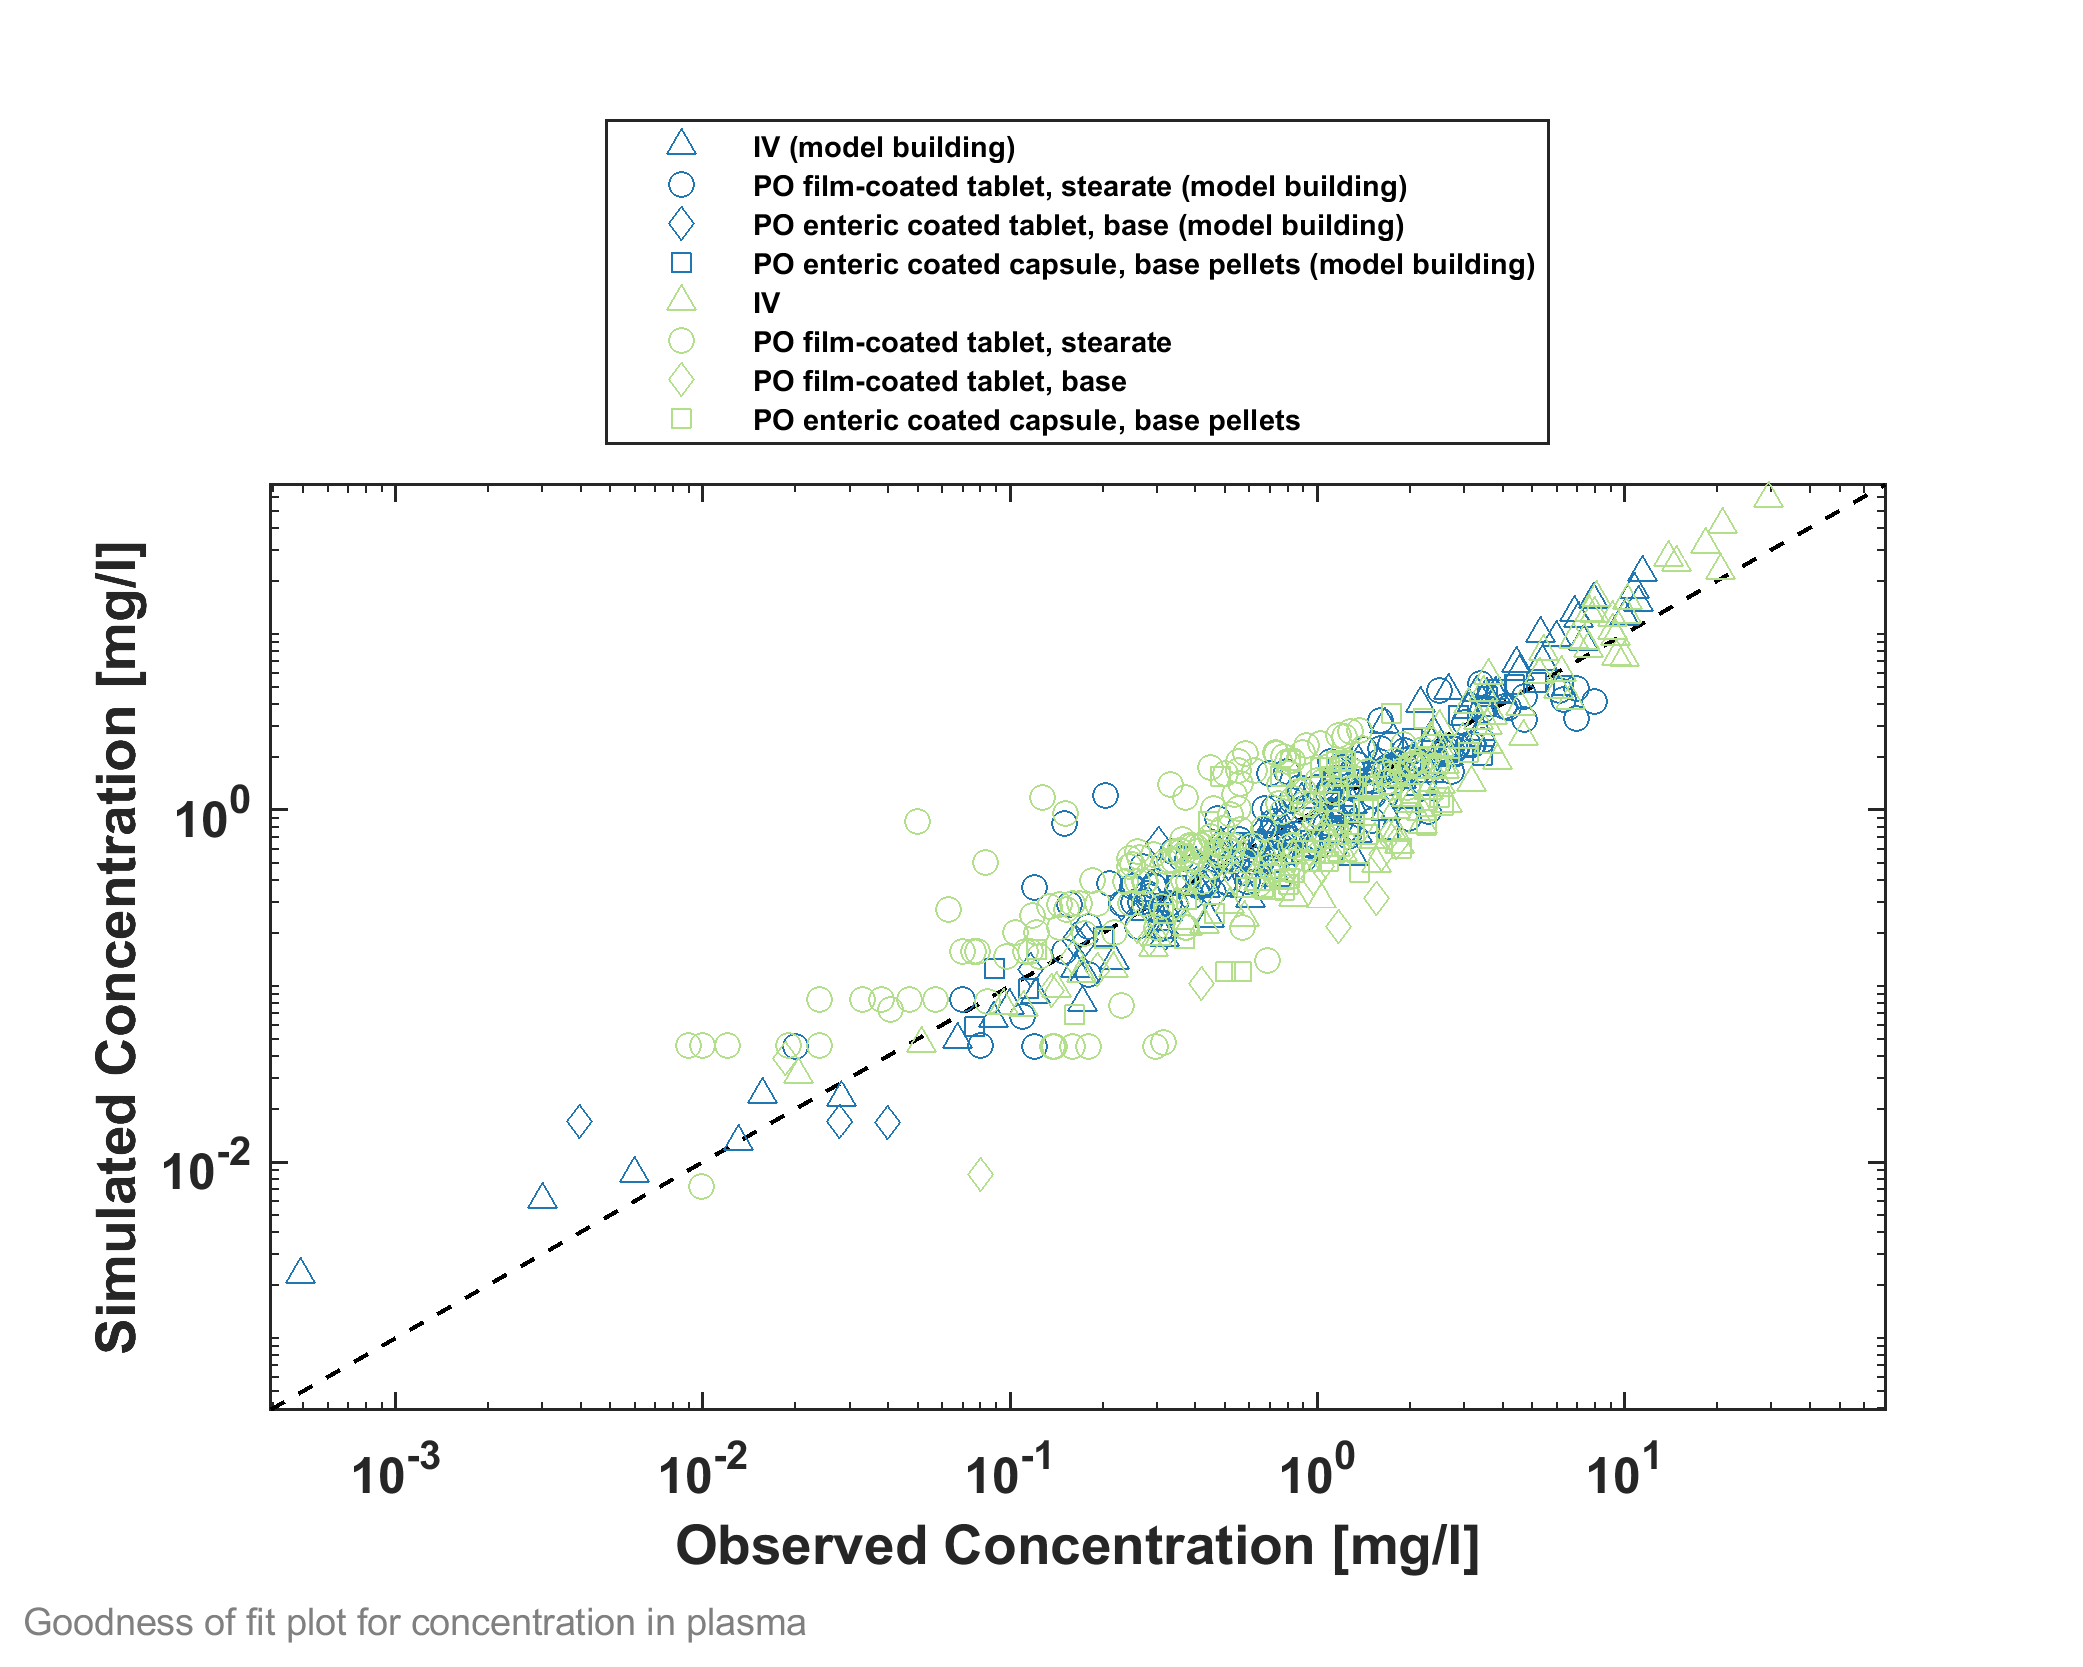 IV (model building)
PO film-coated tablet, stearate (model building)
PO enteric coated tablet, base (model building)
PO enteric coated capsule, base pellets (model building)
IV
PO film-coated tablet, stearate
PO film-coated tablet, base
PO enteric coated capsule, base pellets
Simulated Concentration [mg/l]
10^0
10^-2
10^-3 10^-2 10^-1 10^0 10^1
Observed Concentration [mg/l]
Goodness of fit plot for concentration in plasma